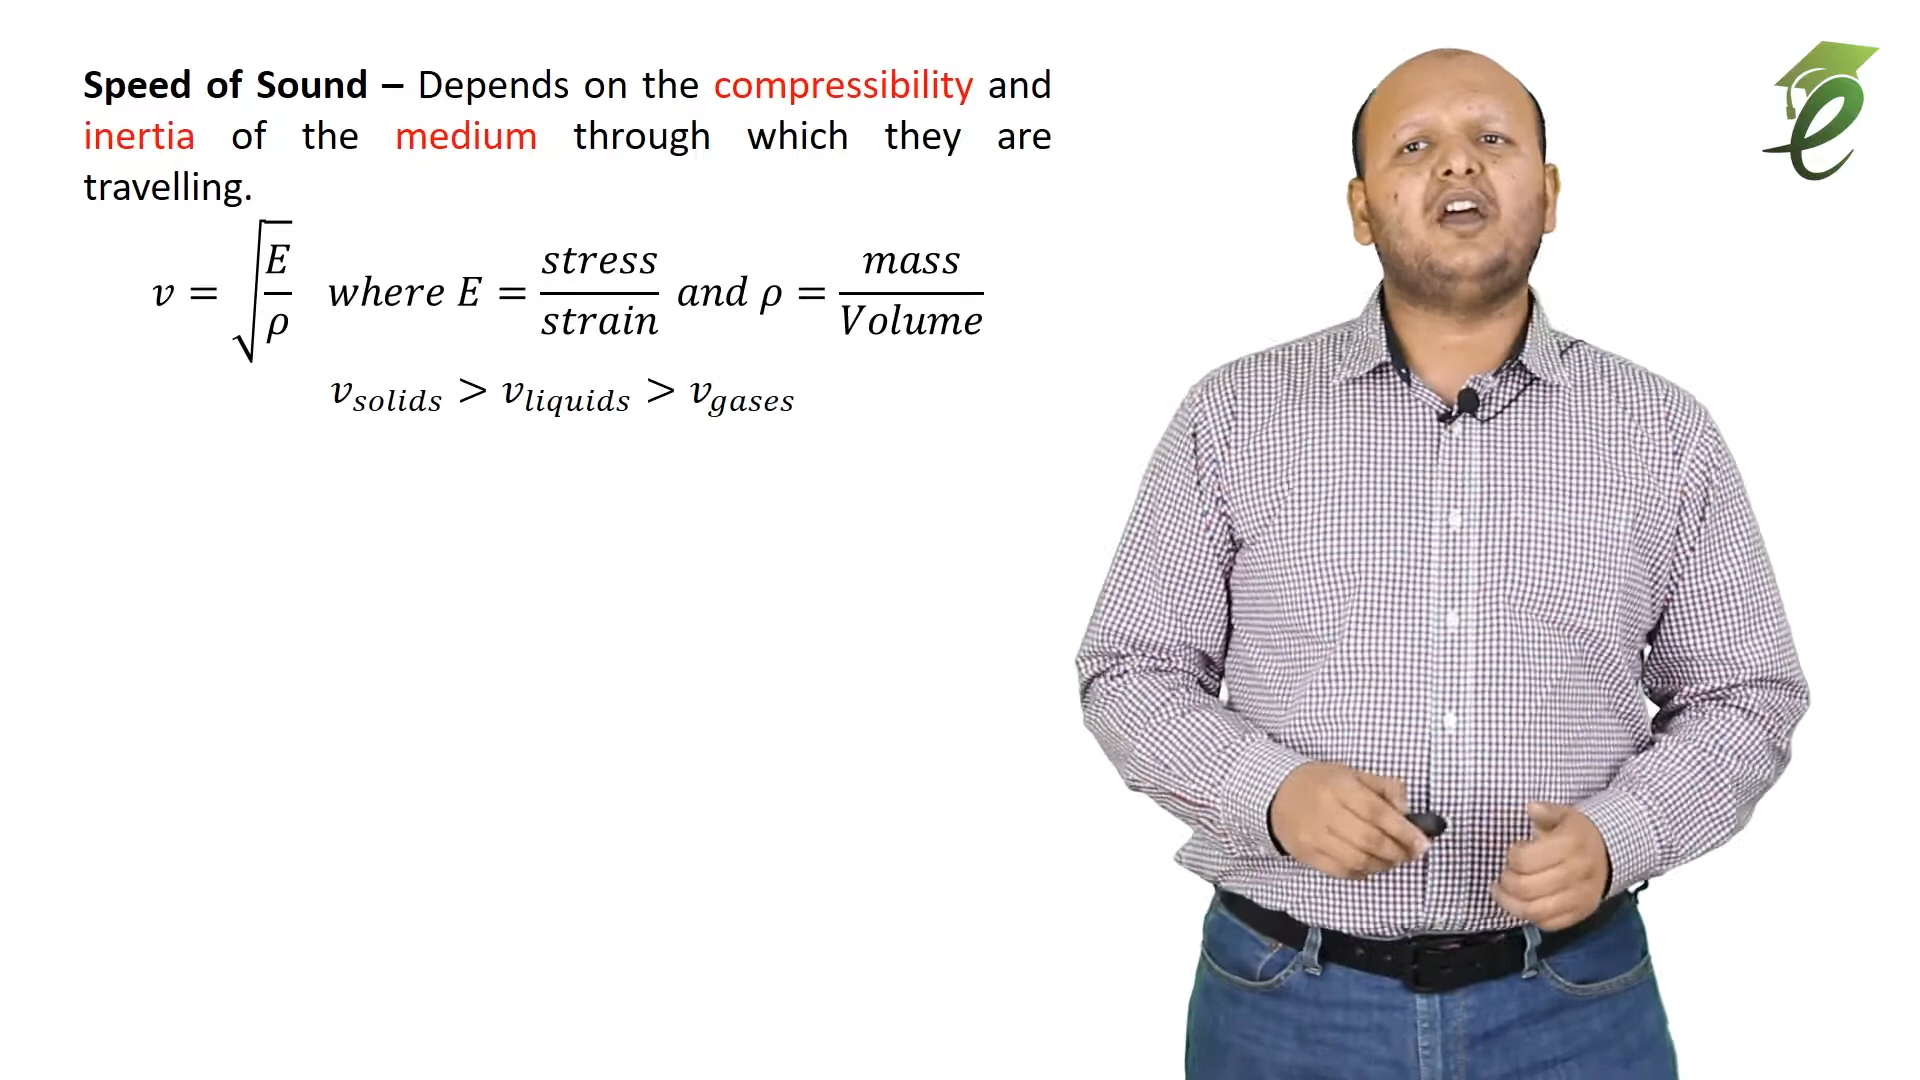 Speed of Sound – Depends on the compressibility and
inertia of the medium through which they are
travelling.
v = √(E/ρ) where E = stress/strain and ρ = mass/Volume
v_solids > v_liquids > v_gases
e